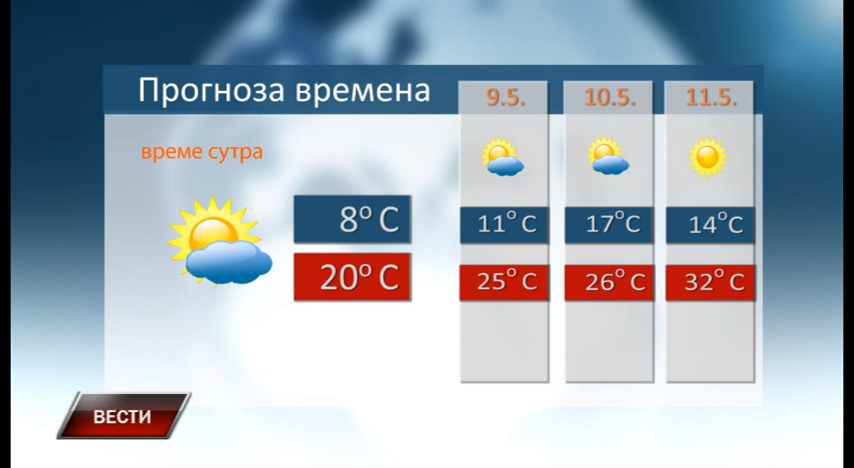 Прогноза времена
време сутра
8° C
20° C
9.5.
11° C
25° C
10.5.
17°C
26° C
11.5.
14°C
32° C
ВЕСТИ